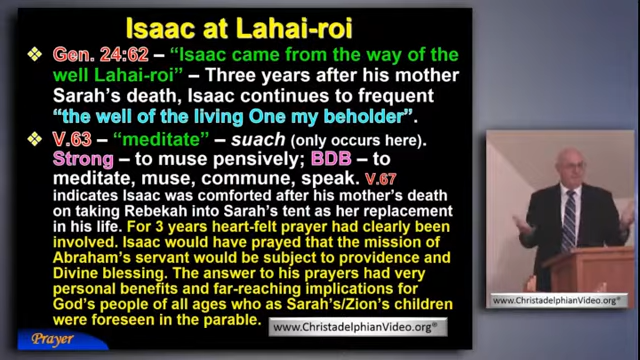 Isaac at Lahai-roi
❖ Gen. 24:62 – “Isaac came from the way of the
well Lahai-roi” – Three years after his mother
Sarah’s death, Isaac continues to frequent
“the well of the living One my beholder”.
❖ V.63 – “meditate” – suach (only occurs here).
Strong – to muse pensively; BDB – to
meditate, muse, commune, speak. V.67
indicates Isaac was comforted after his mother’s death
on taking Rebekah into Sarah’s tent as her replacement
in his life. For 3 years heart-felt prayer had clearly been
involved. Isaac would have prayed that the mission of
Abraham’s servant would be subject to providence and
Divine blessing. The answer to his prayers had very
personal benefits and far-reaching implications for
God’s people of all ages who as Sarah’s/Zion’s children
were foreseen in the parable.
www.ChristadelphianVideo.org®
Prayer
www.ChristadelphianVideo.org®